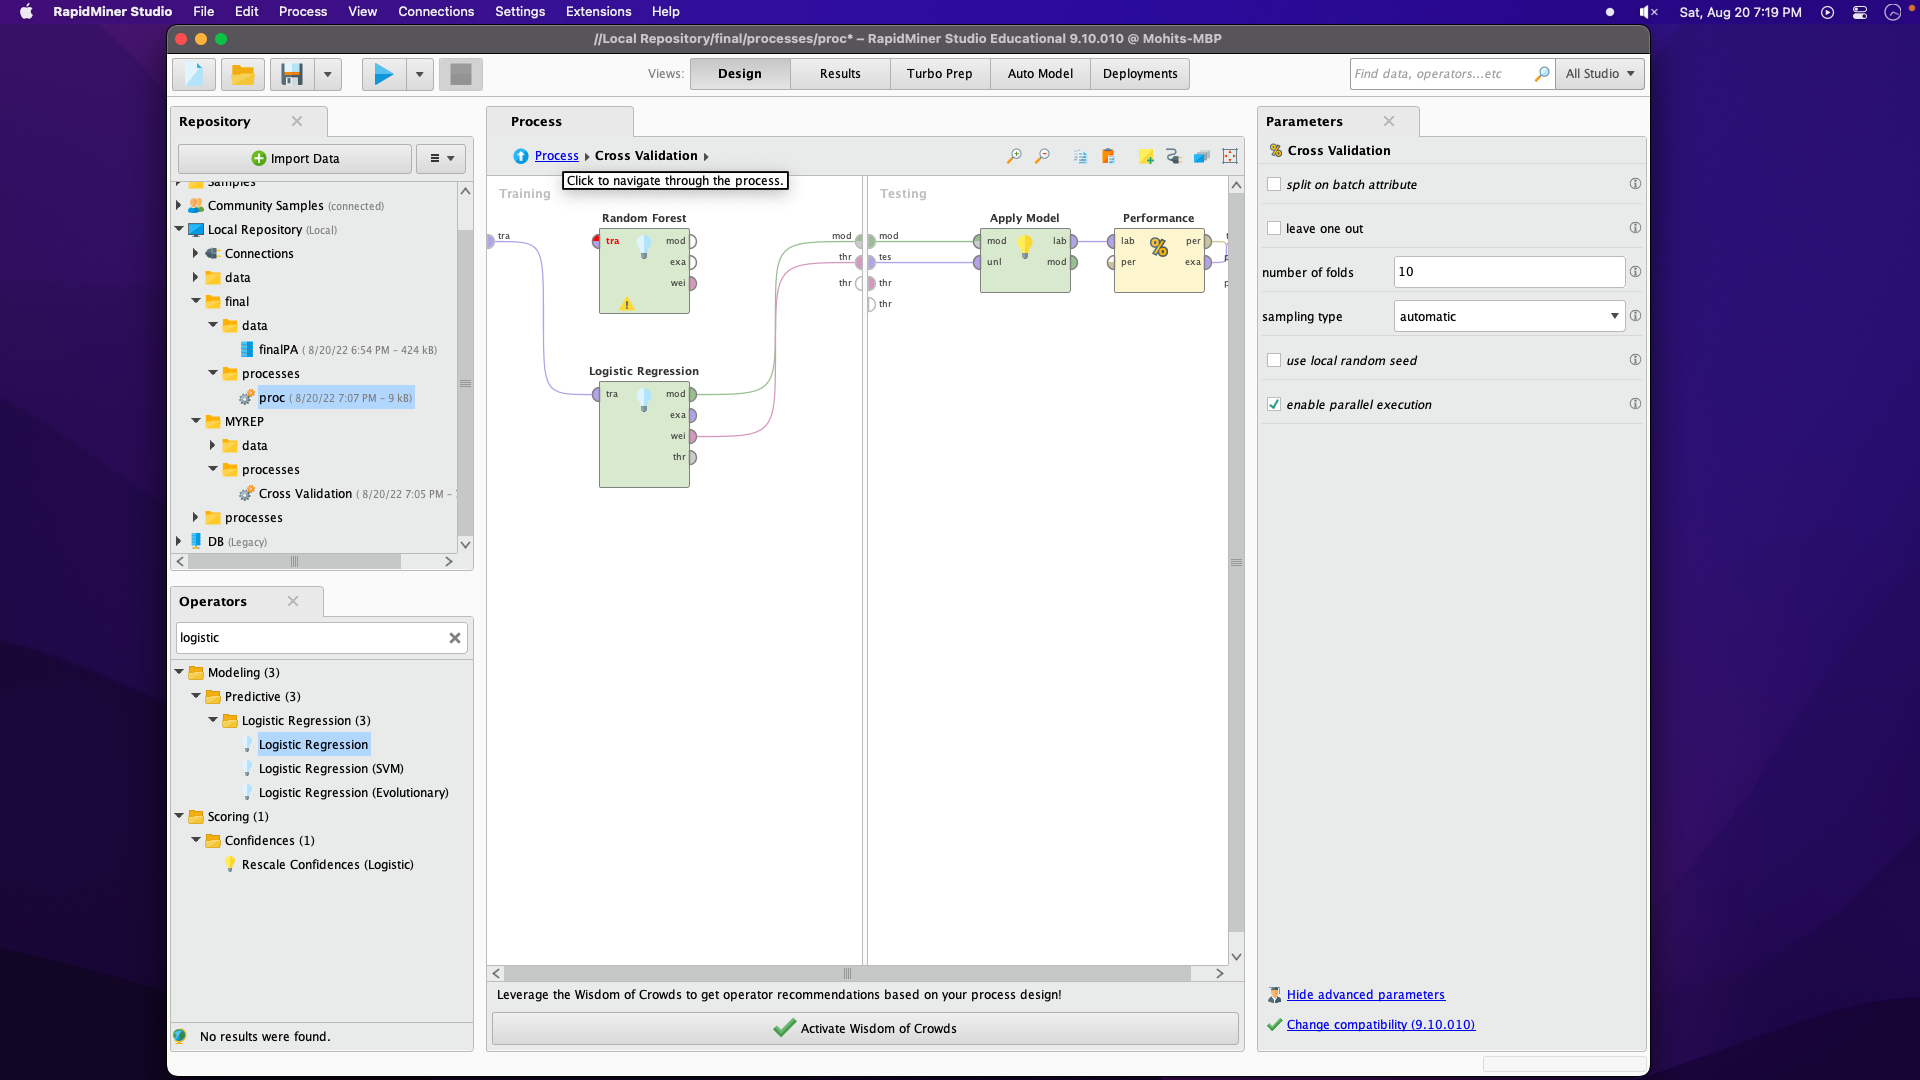 RapidMiner Studio File Edit Process View Connections Settings Extensions Help Sat, Aug 20 7:19 PM
//Local Repository/final/processes/proc* – RapidMiner Studio Educational 9.10.010 @ Mohits-MBP
Views: Design Results Turbo Prep Auto Model Deployments Find data, operators...etc All Studio
Repository
Import Data
Samples
Community Samples (connected)
Local Repository (Local)
Connections
data
final
data
finalPA ( 8/20/22 6:54 PM – 424 kB)
processes
proc ( 8/20/22 7:07 PM – 9 kB)
MYREP
data
processes
Cross Validation ( 8/20/22 7:05 PM –
processes
DB (Legacy)
Operators
logistic
Modeling (3)
Predictive (3)
Logistic Regression (3)
Logistic Regression
Logistic Regression (SVM)
Logistic Regression (Evolutionary)
Scoring (1)
Confidences (1)
Rescale Confidences (Logistic)
No results were found.
Process
Process Cross Validation
Click to navigate through the process.
Training
tra
Random Forest
tra mod
exa
wei
Logistic Regression
tra mod
exa
wei
thr
mod
thr
thr
Testing
mod
tes
thr
thr
Apply Model
mod lab
unl mod
Performance
lab per
per exa
Leverage the Wisdom of Crowds to get operator recommendations based on your process design!
Activate Wisdom of Crowds
Parameters
Cross Validation
split on batch attribute
leave one out
number of folds 10
sampling type automatic
use local random seed
enable parallel execution
Hide advanced parameters
Change compatibility (9.10.010)